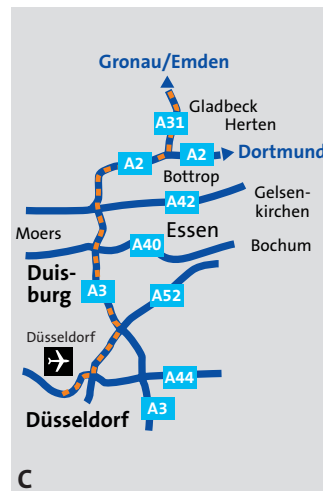 Gronau/Emden
Gladbeck
A31
Herten
A2
A2
Dortmund
Bottrop
Gelsen-
kirchen
A42
Moers
Essen
A40
Bochum
Duis-
burg
A3
A52
Düsseldorf
A44
Düsseldorf
A3
C